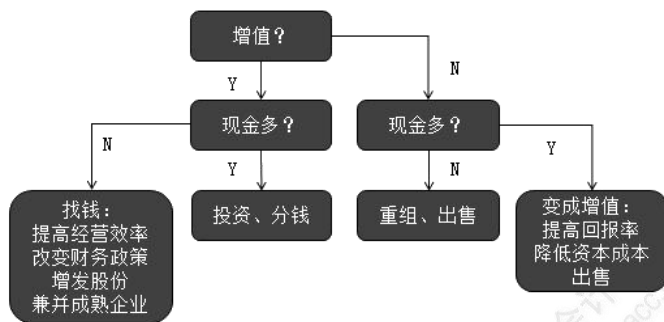 增值？
Y
N
现金多？
现金多？
N
Y
N
Y
找钱：
提高经营效率
改变财务政策
增发股份
兼并成熟企业
投资、分钱
重组、出售
变成增值：
提高回报率
降低资本成本
出售